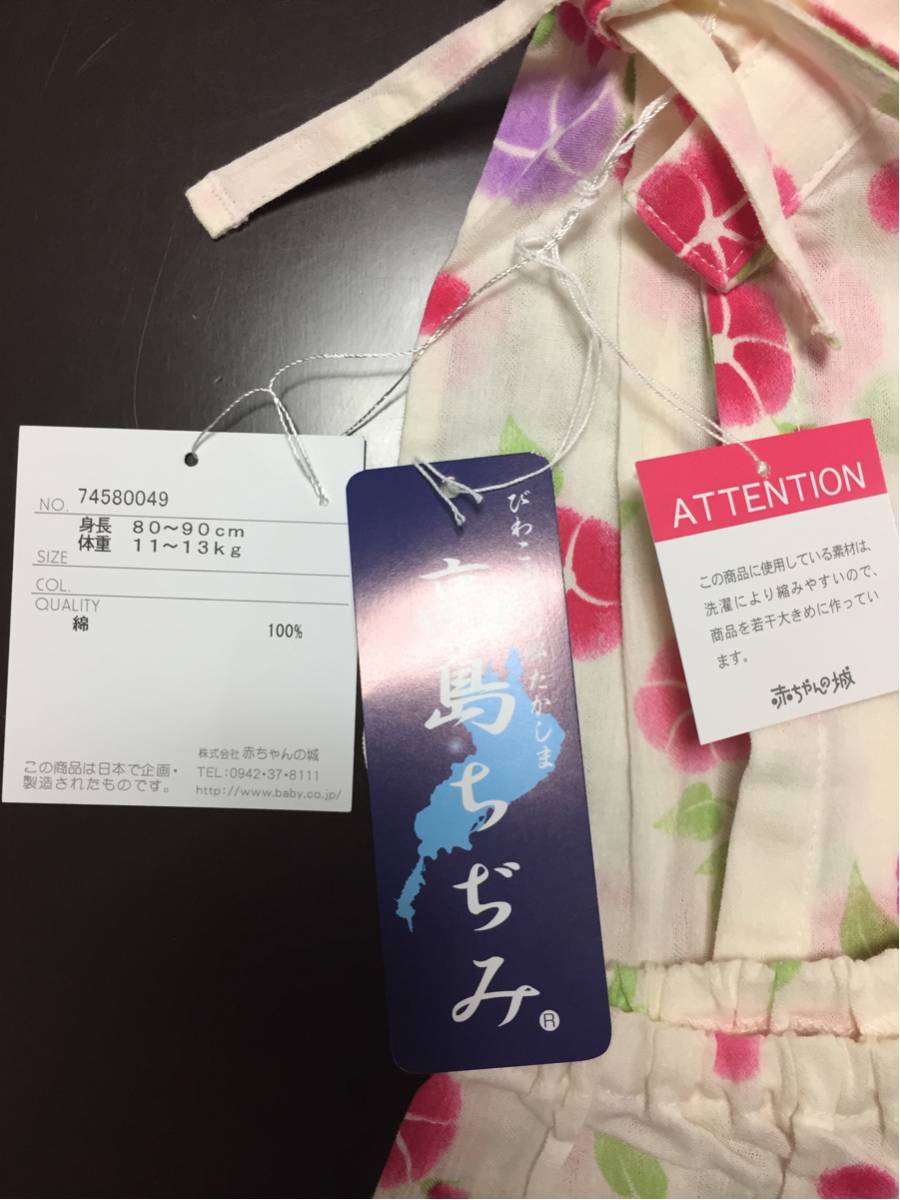 NO. 74580049
身長 80～90cm
体重 11～13kg
SIZE
COL.
QUALITY
綿 100%
この商品は日本で企画・
製造されたものです。
株式会社 赤ちゃんの城
TEL：0942・37・8111
http://www.baby.co.jp/
びわこ たかしま
高島ちぢみ®
ATTENTION
この商品に使用している素材は、
洗濯により縮みやすいので、
商品を若干大きめに作ってい
ます。
赤ちゃんの城